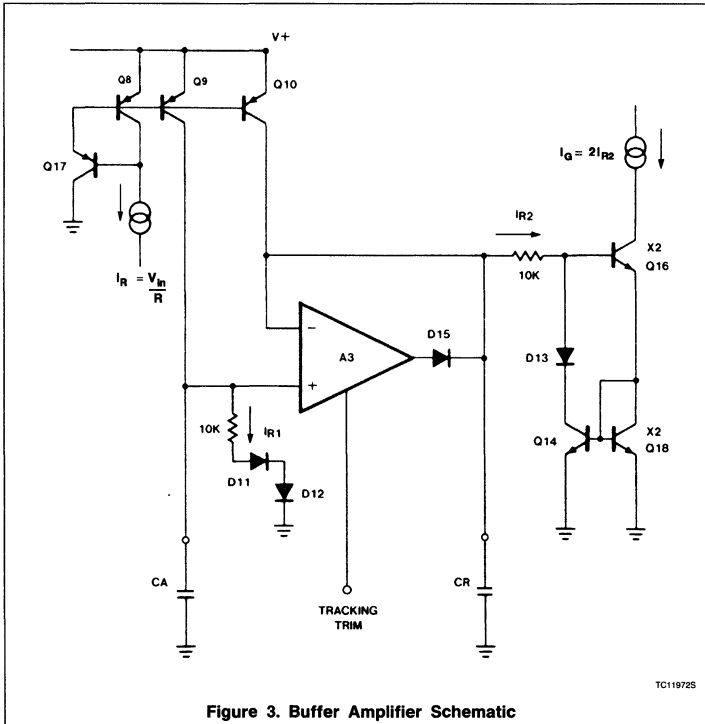 V+
Q8
Q9
Q10
Q17
I_R = V_in
R
I_G = 2I_R2
I_R2
10K
X2
Q16
D15
A3
−
+
D13
10K
I_R1
D11
D12
Q14
X2
Q18
CA
CR
TRACKING
TRIM
TC11972S
Figure 3. Buffer Amplifier Schematic